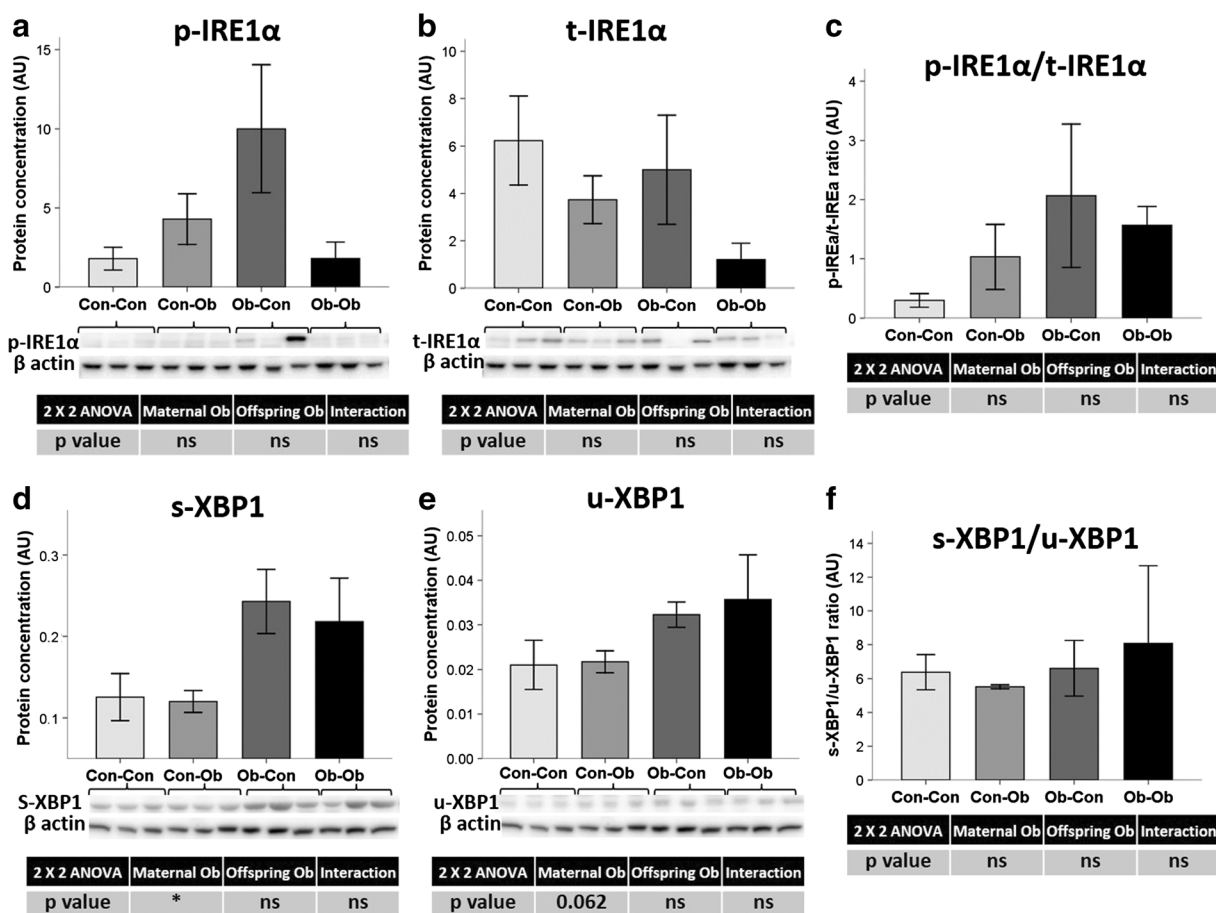 a
p-IRE1α
Protein concentration (AU)
15
10
5
0
Con-Con Con-Ob Ob-Con Ob-Ob
p-IRE1α
β actin
2 X 2 ANOVA Maternal Ob Offspring Ob Interaction
p value ns ns ns
b
t-IRE1α
Protein concentration (AU)
10
8
6
4
2
0
Con-Con Con-Ob Ob-Con Ob-Ob
t-IRE1α
β actin
2 X 2 ANOVA Maternal Ob Offspring Ob Interaction
p value ns ns ns
c
p-IRE1α/t-IRE1α
p-IREa/t-IREa ratio (AU)
4
3
2
1
0
Con-Con Con-Ob Ob-Con Ob-Ob
2 X 2 ANOVA Maternal Ob Offspring Ob Interaction
p value ns ns ns
d
s-XBP1
Protein concentration (AU)
0.3
0.2
0.1
Con-Con Con-Ob Ob-Con Ob-Ob
S-XBP1
β actin
2 X 2 ANOVA Maternal Ob Offspring Ob Interaction
p value * ns ns
e
u-XBP1
Protein concentration (AU)
0.05
0.04
0.03
0.02
0.01
0.00
Con-Con Con-Ob Ob-Con Ob-Ob
u-XBP1
β actin
2 X 2 ANOVA Maternal Ob Offspring Ob Interaction
p value 0.062 ns ns
f
s-XBP1/u-XBP1
s-XBP1/u-XBP1 ratio (AU)
14
12
10
8
6
4
2
0
Con-Con Con-Ob Ob-Con Ob-Ob
2 X 2 ANOVA Maternal Ob Offspring Ob Interaction
p value ns ns ns